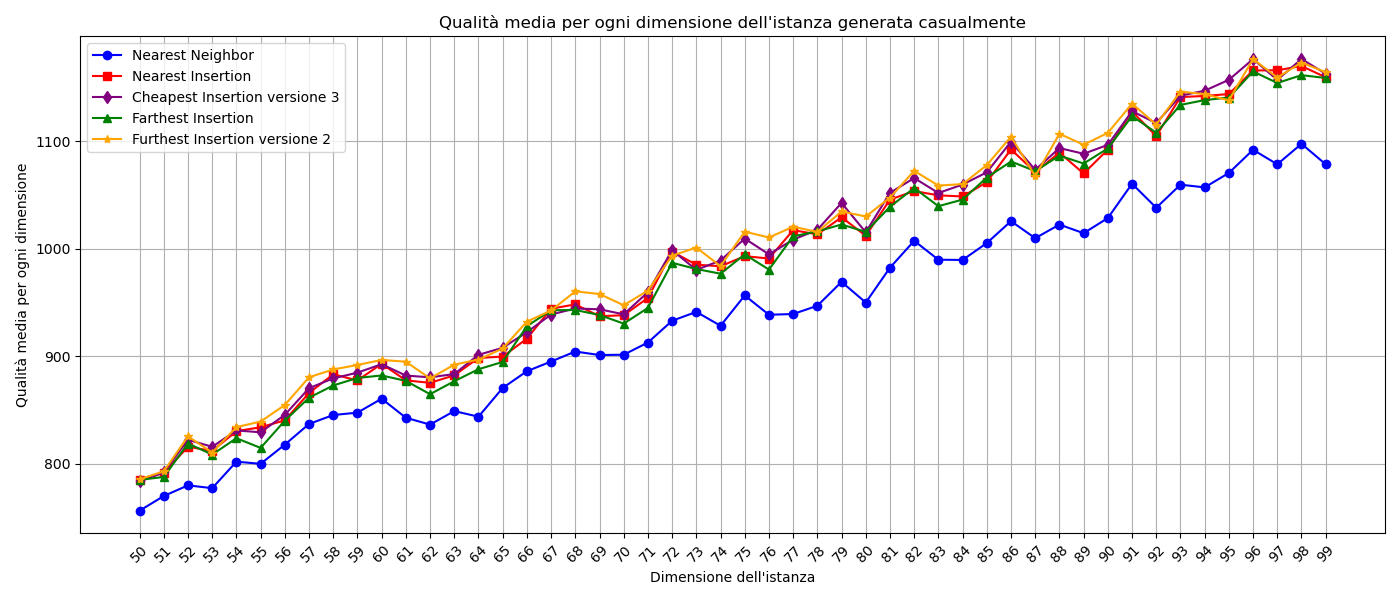 Qualità media per ogni dimensione dell'istanza generata casualmente
Nearest Neighbor
Nearest Insertion
Cheapest Insertion versione 3
Farthest Insertion
Furthest Insertion versione 2
Qualità media per ogni dimensione
1100
1000
900
800
50 51 52 53 54 55 56 57 58 59 60 61 62 63 64 65 66 67 68 69 70 71 72 73 74 75 76 77 78 79 80 81 82 83 84 85 86 87 88 89 90 91 92 93 94 95 96 97 98 99
Dimensione dell'istanza